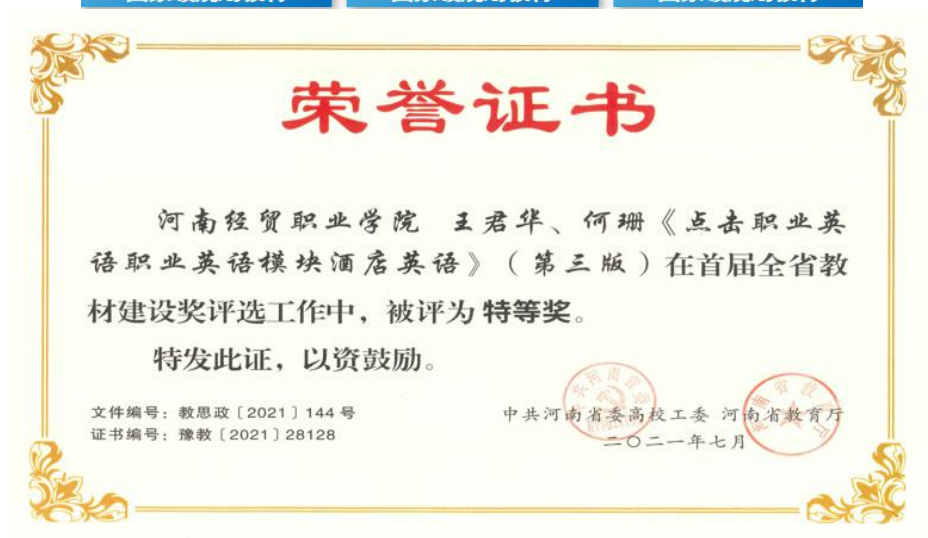 荣誉证书
河南经贸职业学院 王君华、何珊《点击职业英
语职业英语模块酒店英语》(第三版)在首届全省教
材建设奖评选工作中,被评为 特等奖。
特发此证,以资鼓励。
文件编号:教思政〔2021〕144 号
证书编号:豫教〔2021〕28128
中共河南省委高校工委 河南省教育厅
二〇二一年七月